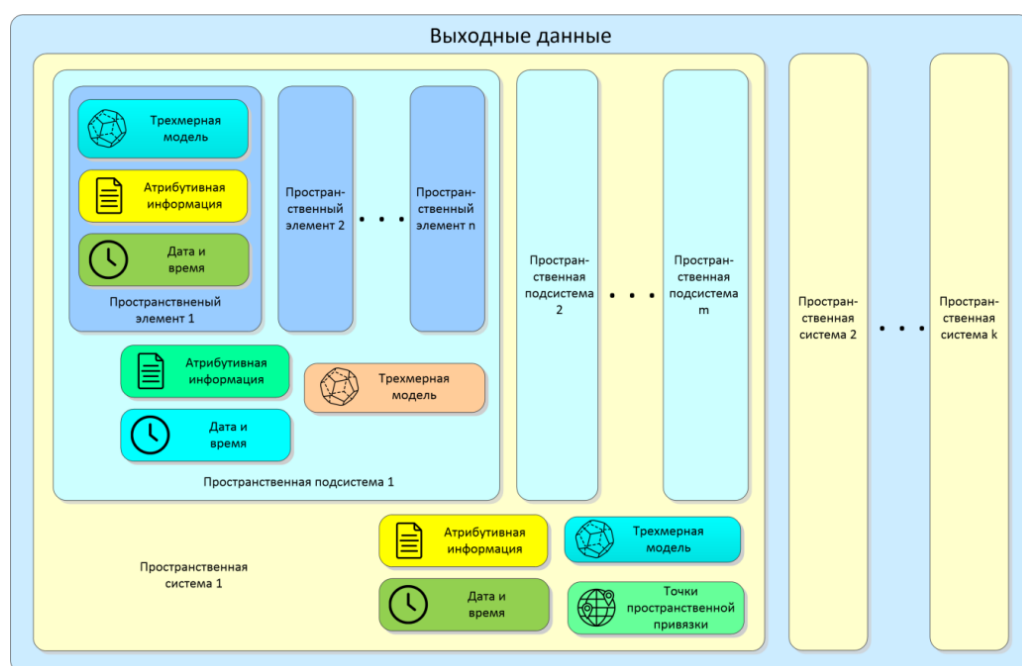 Выходные данные
Трехмерная
модель
Атрибутивная
информация
Дата и
время
Пространствненый
элемент 1
Простран-
ственный
элемент 2
. . .
Простран-
ственный
элемент n
Атрибутивная
информация
Трехмерная
модель
Дата и
время
Пространственная подсистема 1
Простран-
ственная
подсистема
2
. . .
Простран-
ственная
подсистема
m
Пространственная
система 1
Атрибутивная
информация
Трехмерная
модель
Дата и
время
Точки
пространственной
привязки
Простран-
ственная
система 2
. . .
Простран-
ственная
система k